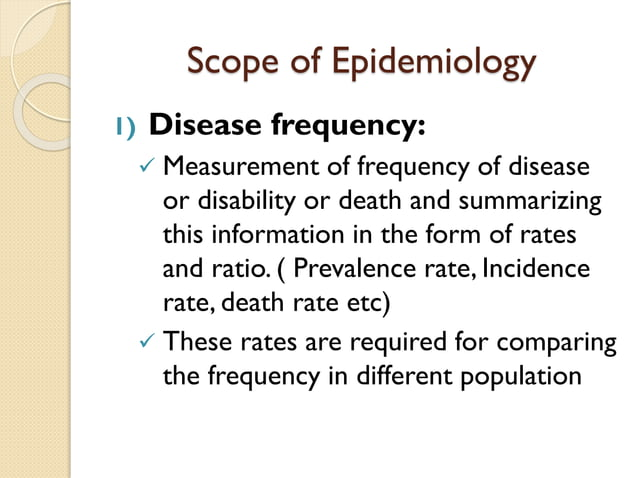 Scope of Epidemiology
1) Disease frequency:
✓ Measurement of frequency of disease
or disability or death and summarizing
this information in the form of rates
and ratio. ( Prevalence rate, Incidence
rate, death rate etc)
✓ These rates are required for comparing
the frequency in different population